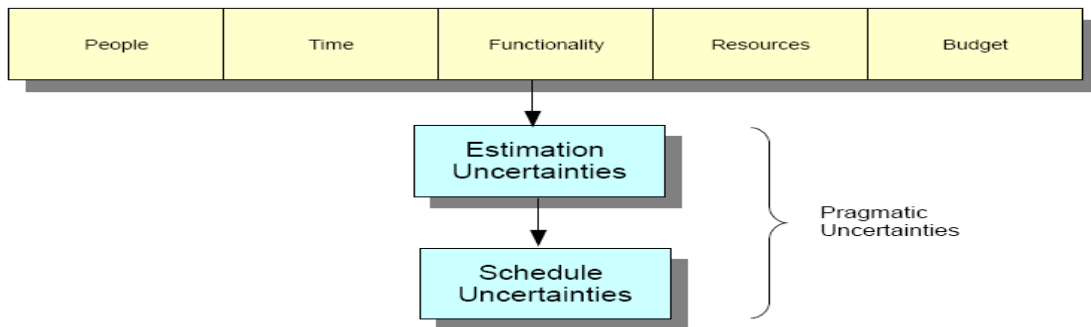 People Time Functionality Resources Budget
Estimation
Uncertainties
Pragmatic
Uncertainties
Schedule
Uncertainties